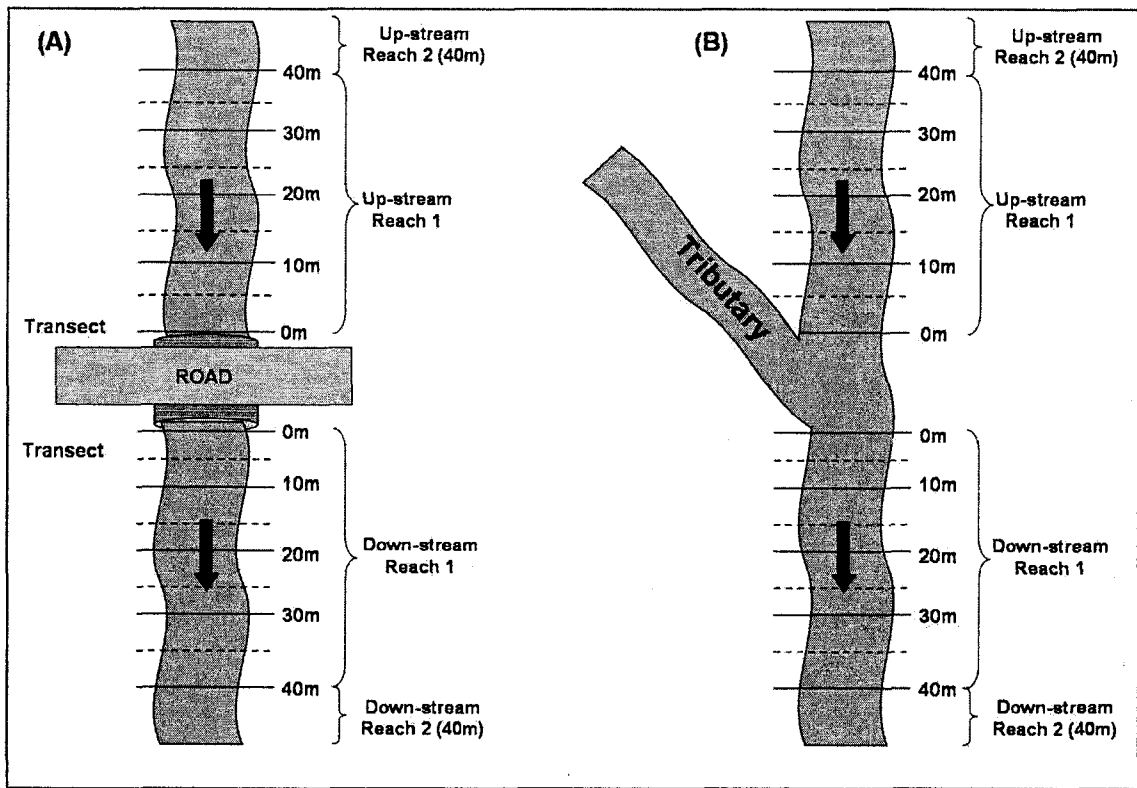 (A)
Up-stream
Reach 2 (40m)
40m
30m
20m
Up-stream
Reach 1
10m
Transect
0m
ROAD
0m
Transect
10m
Down-stream
Reach 1
20m
30m
40m
Down-stream
Reach 2 (40m)
(B)
Up-stream
Reach 2 (40m)
40m
30m
20m
Up-stream
Reach 1
Tributary
10m
0m
0m
10m
20m
Down-stream
Reach 1
30m
40m
Down-stream
Reach 2 (40m)